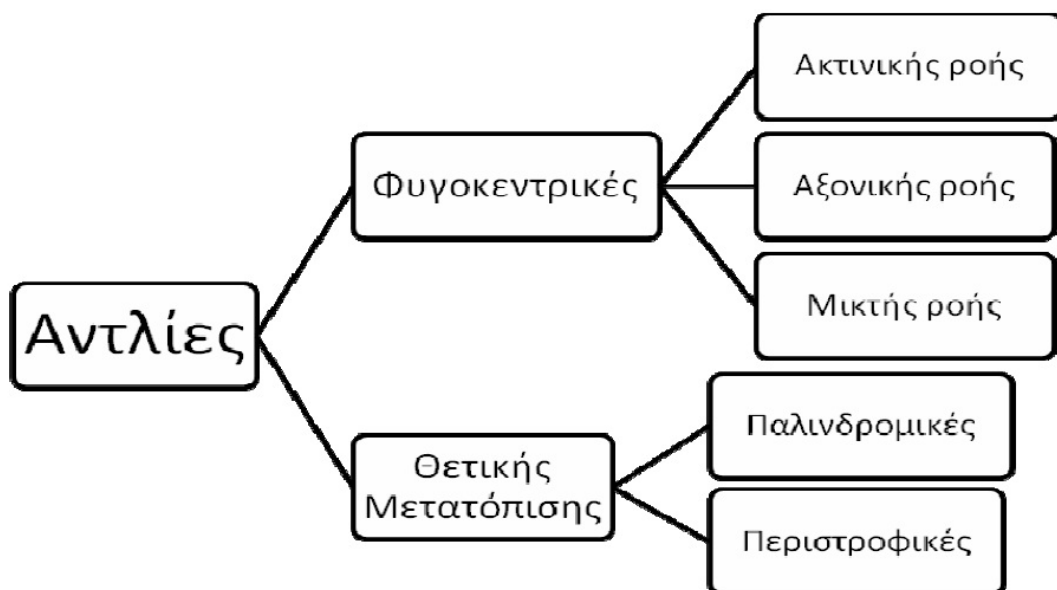 Αντλίες
Φυγοκεντρικές
Ακτινικής ροής
Αξονικής ροής
Μικτής ροής
Θετικής
Μετατόπισης
Παλινδρομικές
Περιστροφικές